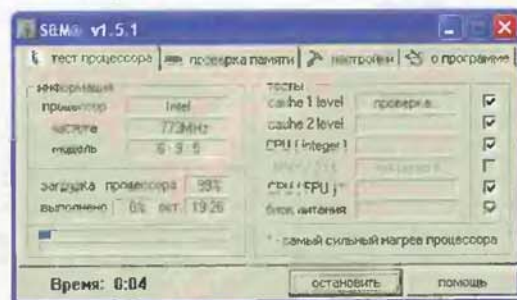 S&M® v1.5.1
тест процессора проверка памяти настройки о программе
информация
процессор Intel
частота 773MHz
модель 6 - 9 - 5
загрузка процессора 99%
выполнено 0% ост. 19:26
тесты
cache 1 level проверка
cache 2 level
CPU (integer)
CPU (FPU) *
блок питания
* - самый сильный нагрев процессора
Время: 0:04 остановить помощь